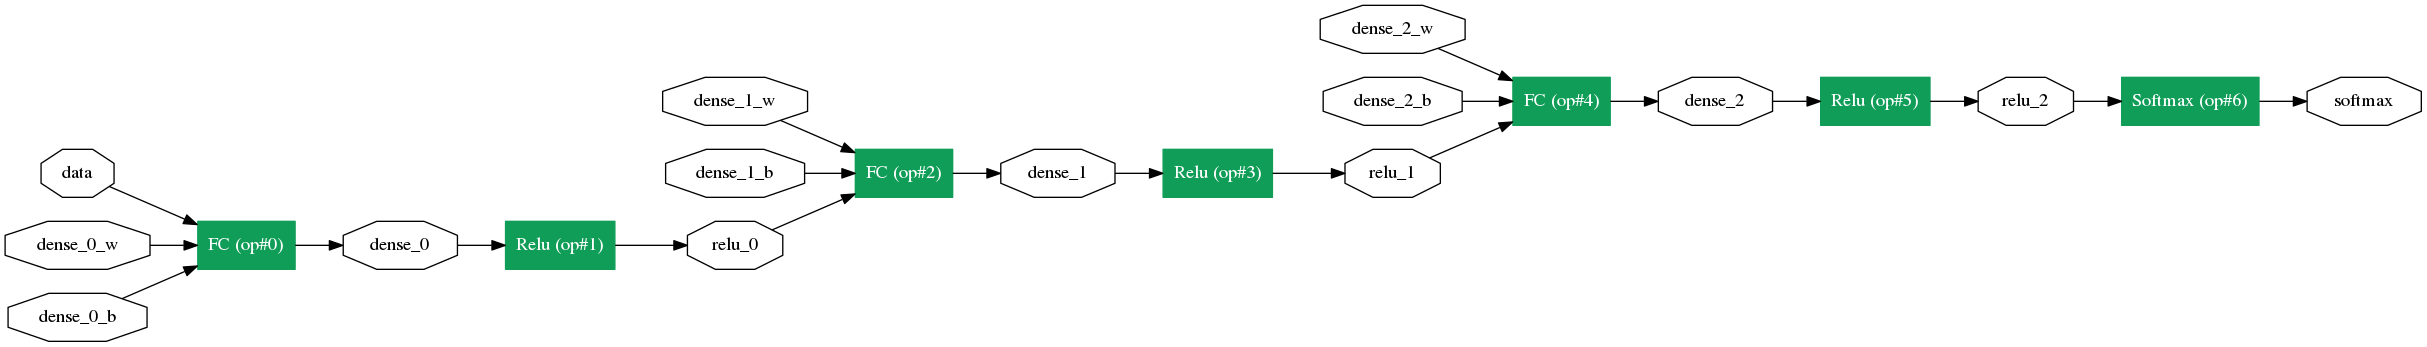 dense_2_w
dense_1_w
dense_2_b
FC (op#4)
dense_2
Relu (op#5)
relu_2
Softmax (op#6)
softmax
data
dense_1_b
FC (op#2)
dense_1
Relu (op#3)
relu_1
dense_0_w
FC (op#0)
dense_0
Relu (op#1)
relu_0
dense_0_b